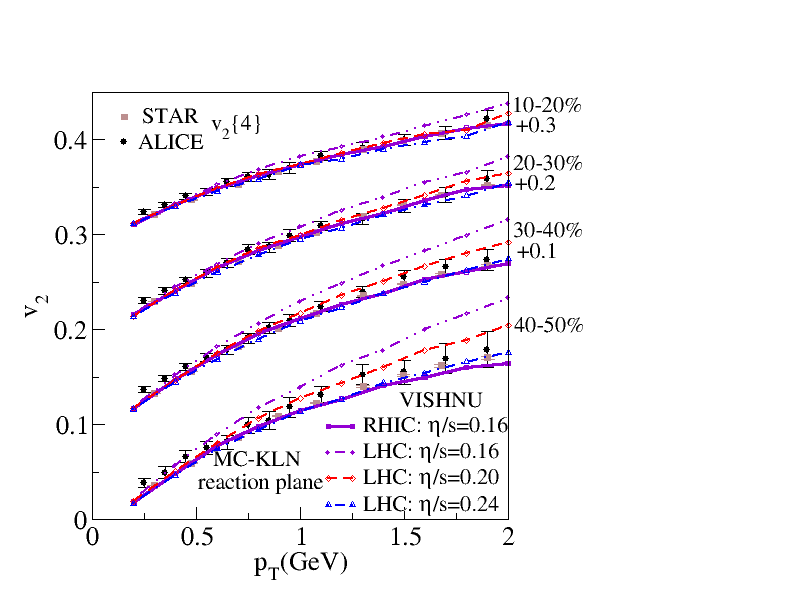 STAR v2{4}
ALICE
10-20%
+0.3
20-30%
+0.2
30-40%
+0.1
40-50%
0.4
0.3
0.2
0.1
0
v2
VISHNU
RHIC: η/s=0.16
LHC: η/s=0.16
LHC: η/s=0.20
LHC: η/s=0.24
MC-KLN
reaction plane
0 0.5 1 1.5 2
pT(GeV)